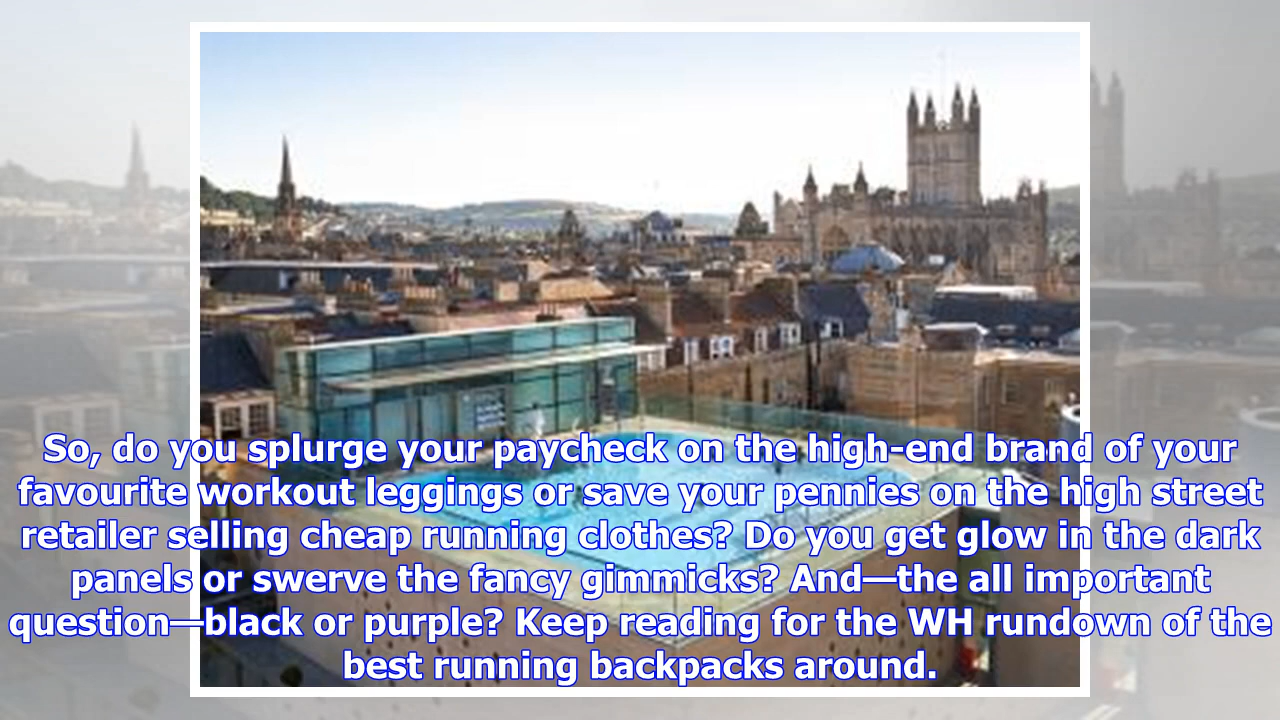 So, do you splurge your paycheck on the high-end brand of your
favourite workout leggings or save your pennies on the high street
retailer selling cheap running clothes? Do you get glow in the dark
panels or swerve the fancy gimmicks? And—the all important
question—black or purple? Keep reading for the WH rundown of the
best running backpacks around.